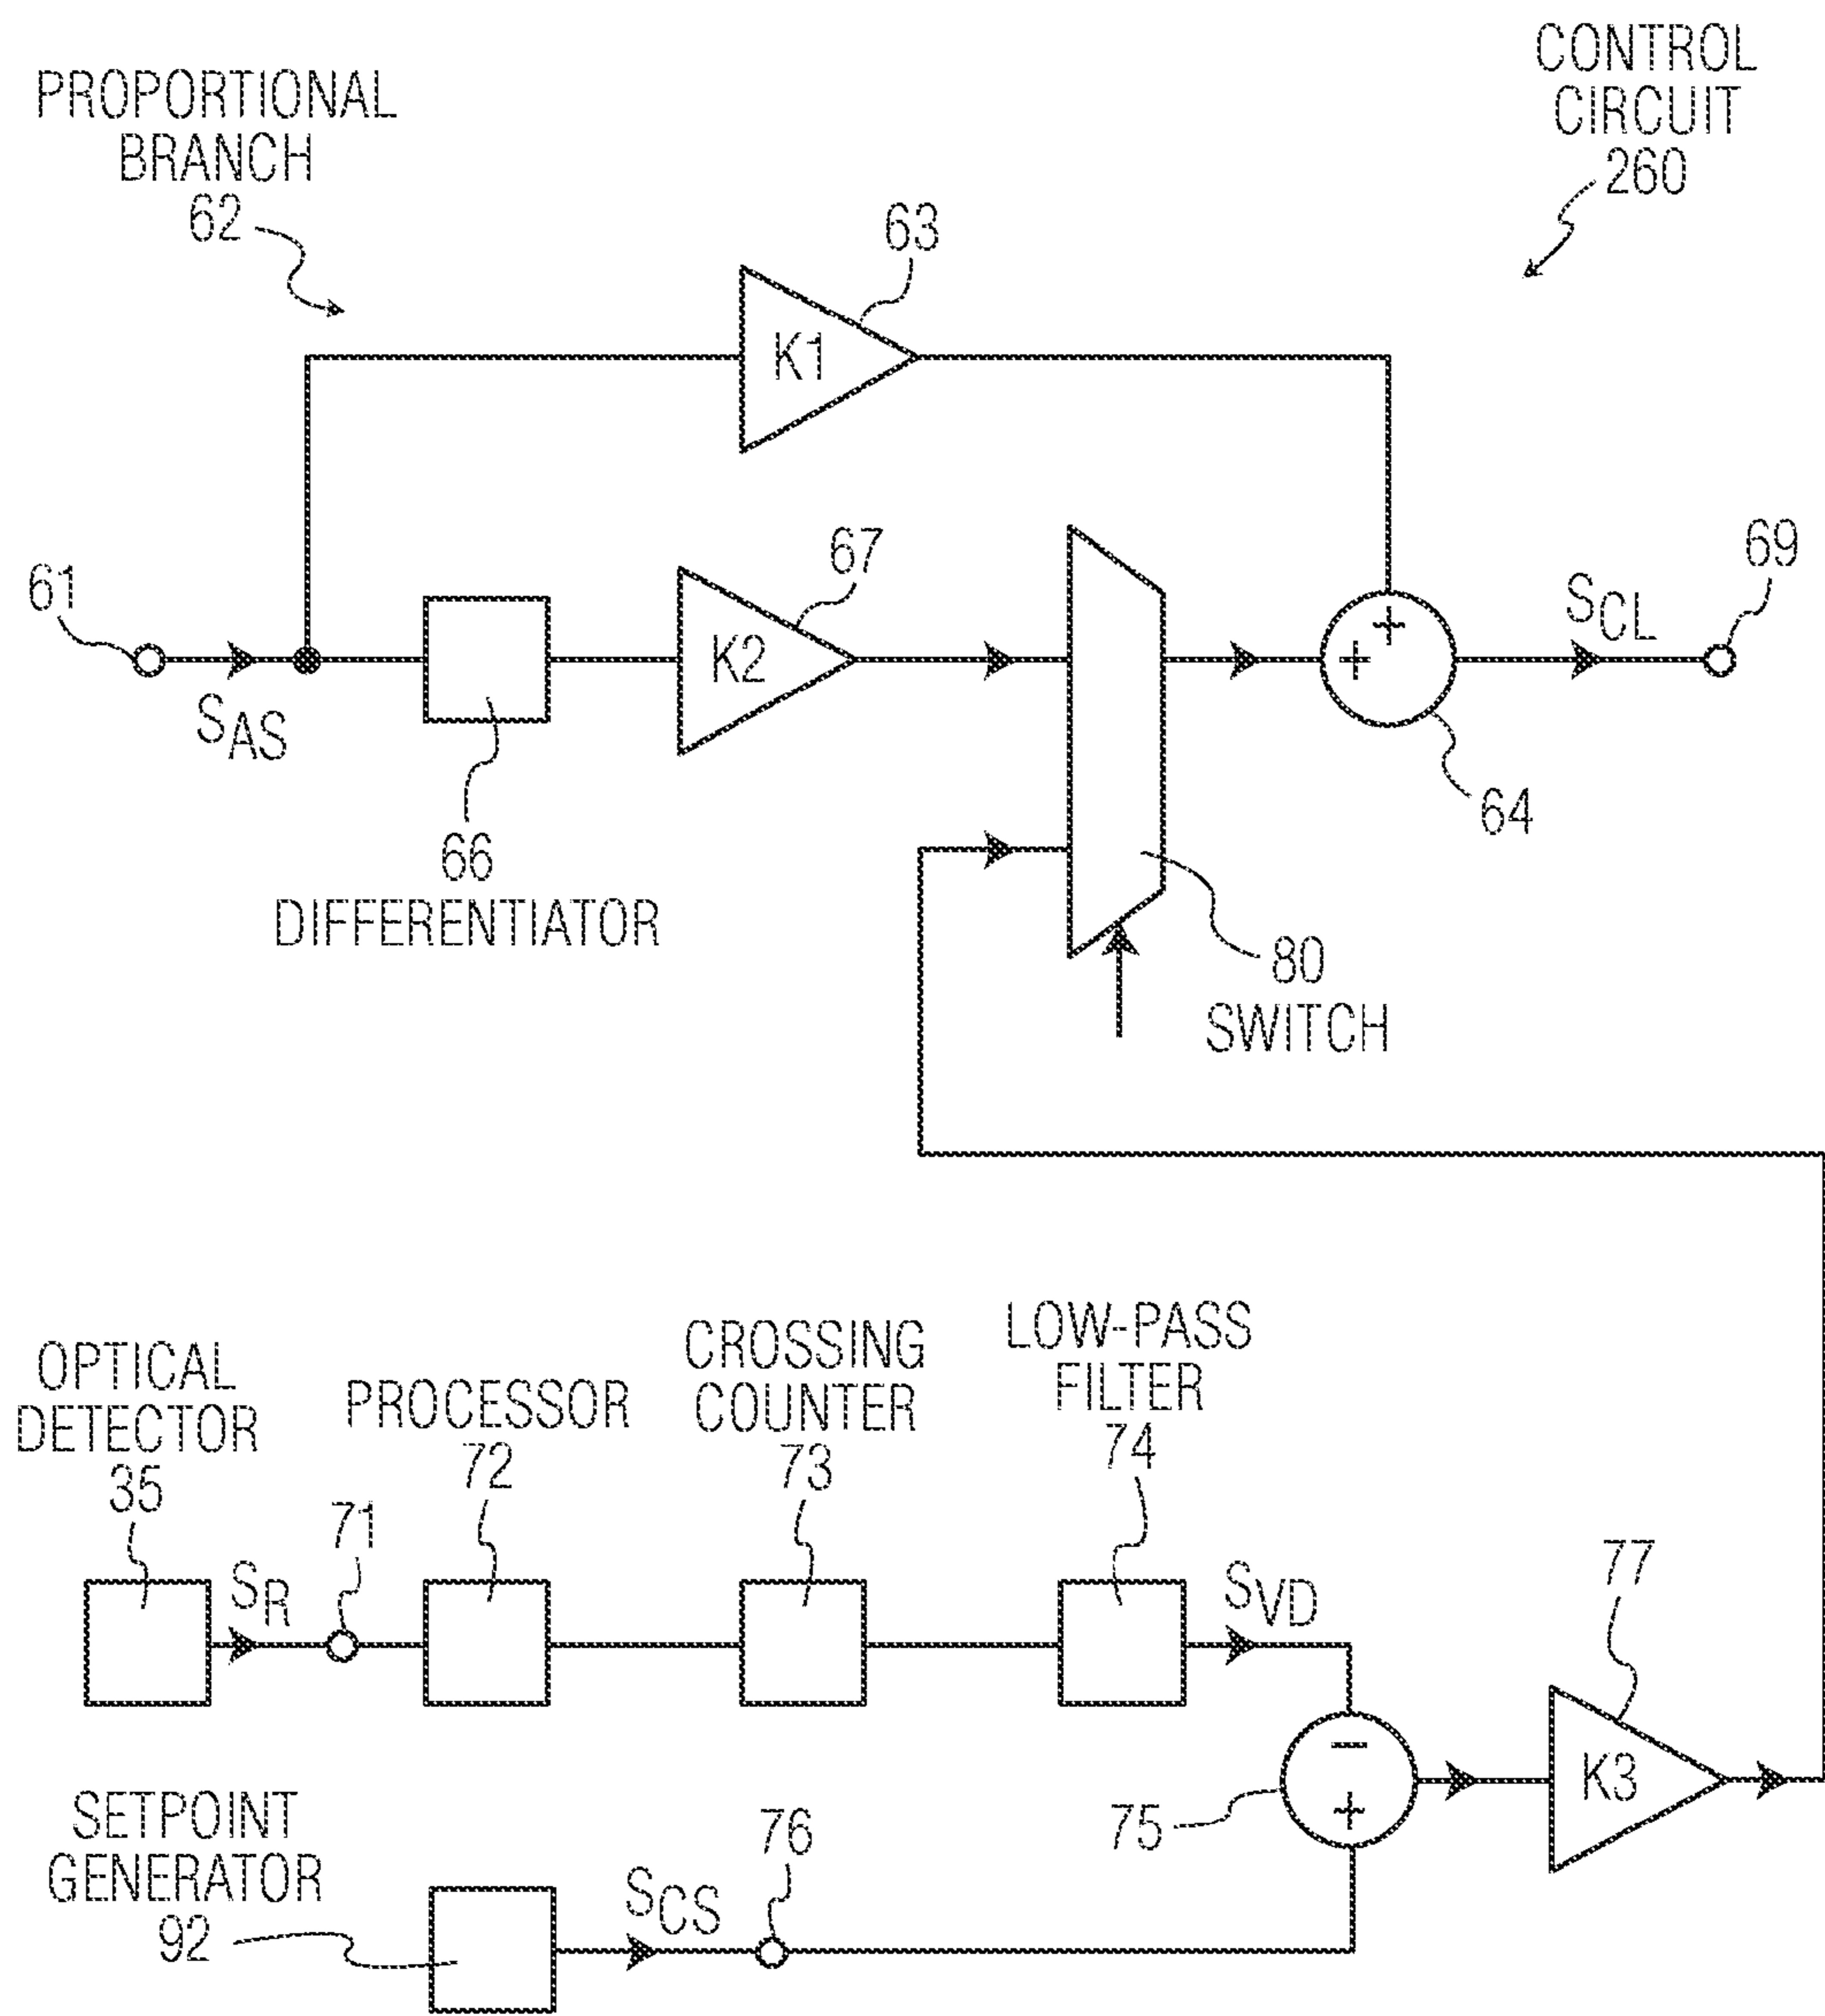 PROPORTIONAL
BRANCH
62
CONTROL
CIRCUIT
260
63
K1
61
SAS
66
DIFFERENTIATOR
67
K2
80
SWITCH
+
+
64
SCL
69
OPTICAL
DETECTOR
35
SR
71
PROCESSOR
72
CROSSING
COUNTER
73
LOW-PASS
FILTER
74
SVD
−
+
75
77
K3
SETPOINT
GENERATOR
92
SCS
76